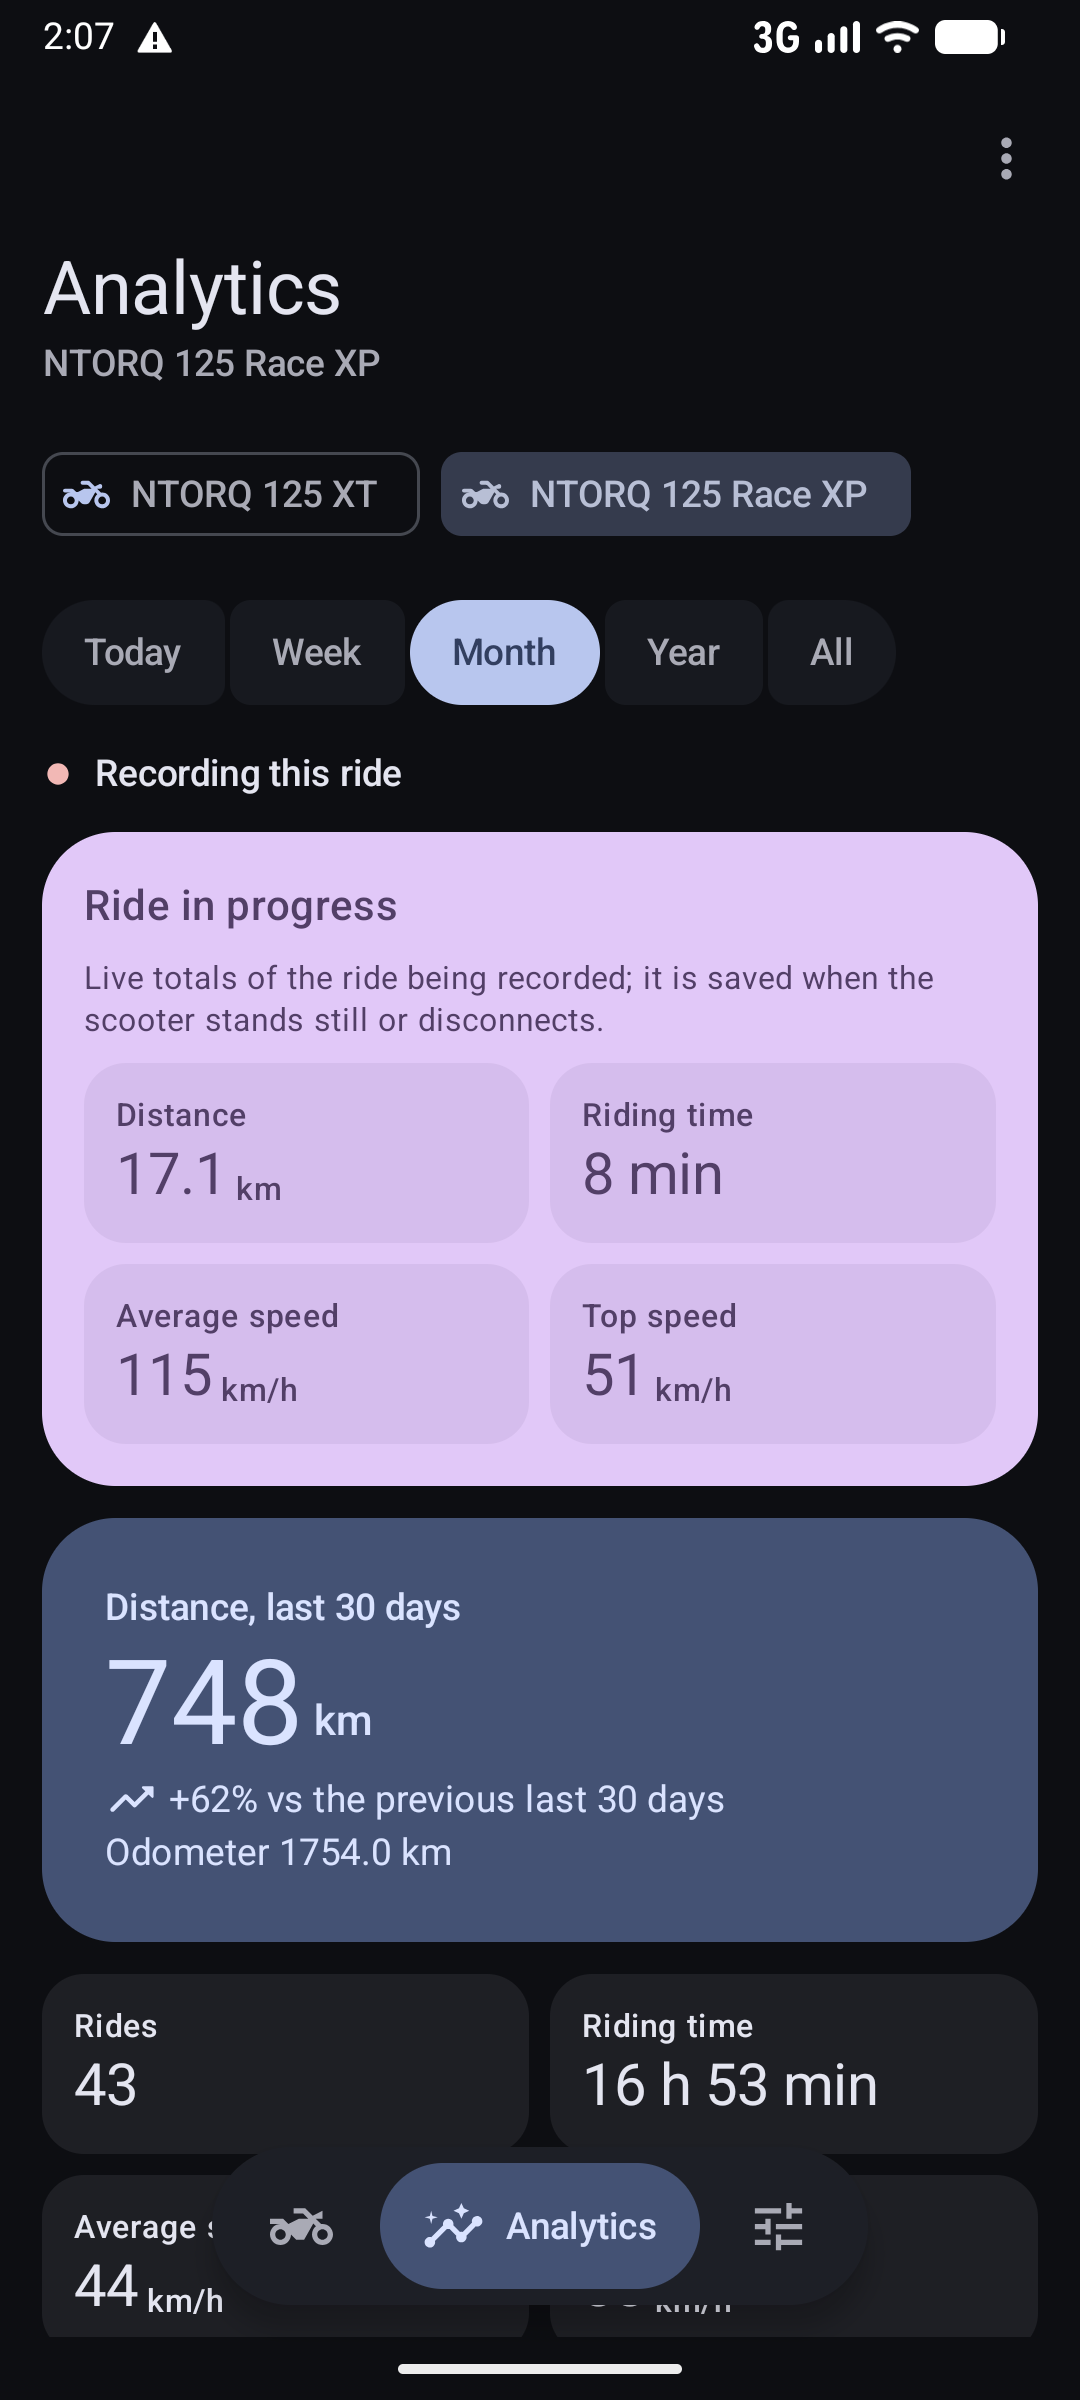 2:07
3G
Analytics
NTORQ 125 Race XP
NTORQ 125 XT
NTORQ 125 Race XP
Today
Week
Month
Year
All
Recording this ride
Ride in progress
Live totals of the ride being recorded; it is saved when the
scooter stands still or disconnects.
Distance
17.1 km
Riding time
8 min
Average speed
115 km/h
Top speed
51 km/h
Distance, last 30 days
748 km
+62% vs the previous last 30 days
Odometer 1754.0 km
Rides
43
Riding time
16 h 53 min
Average
44 km/h
km/h
Analytics